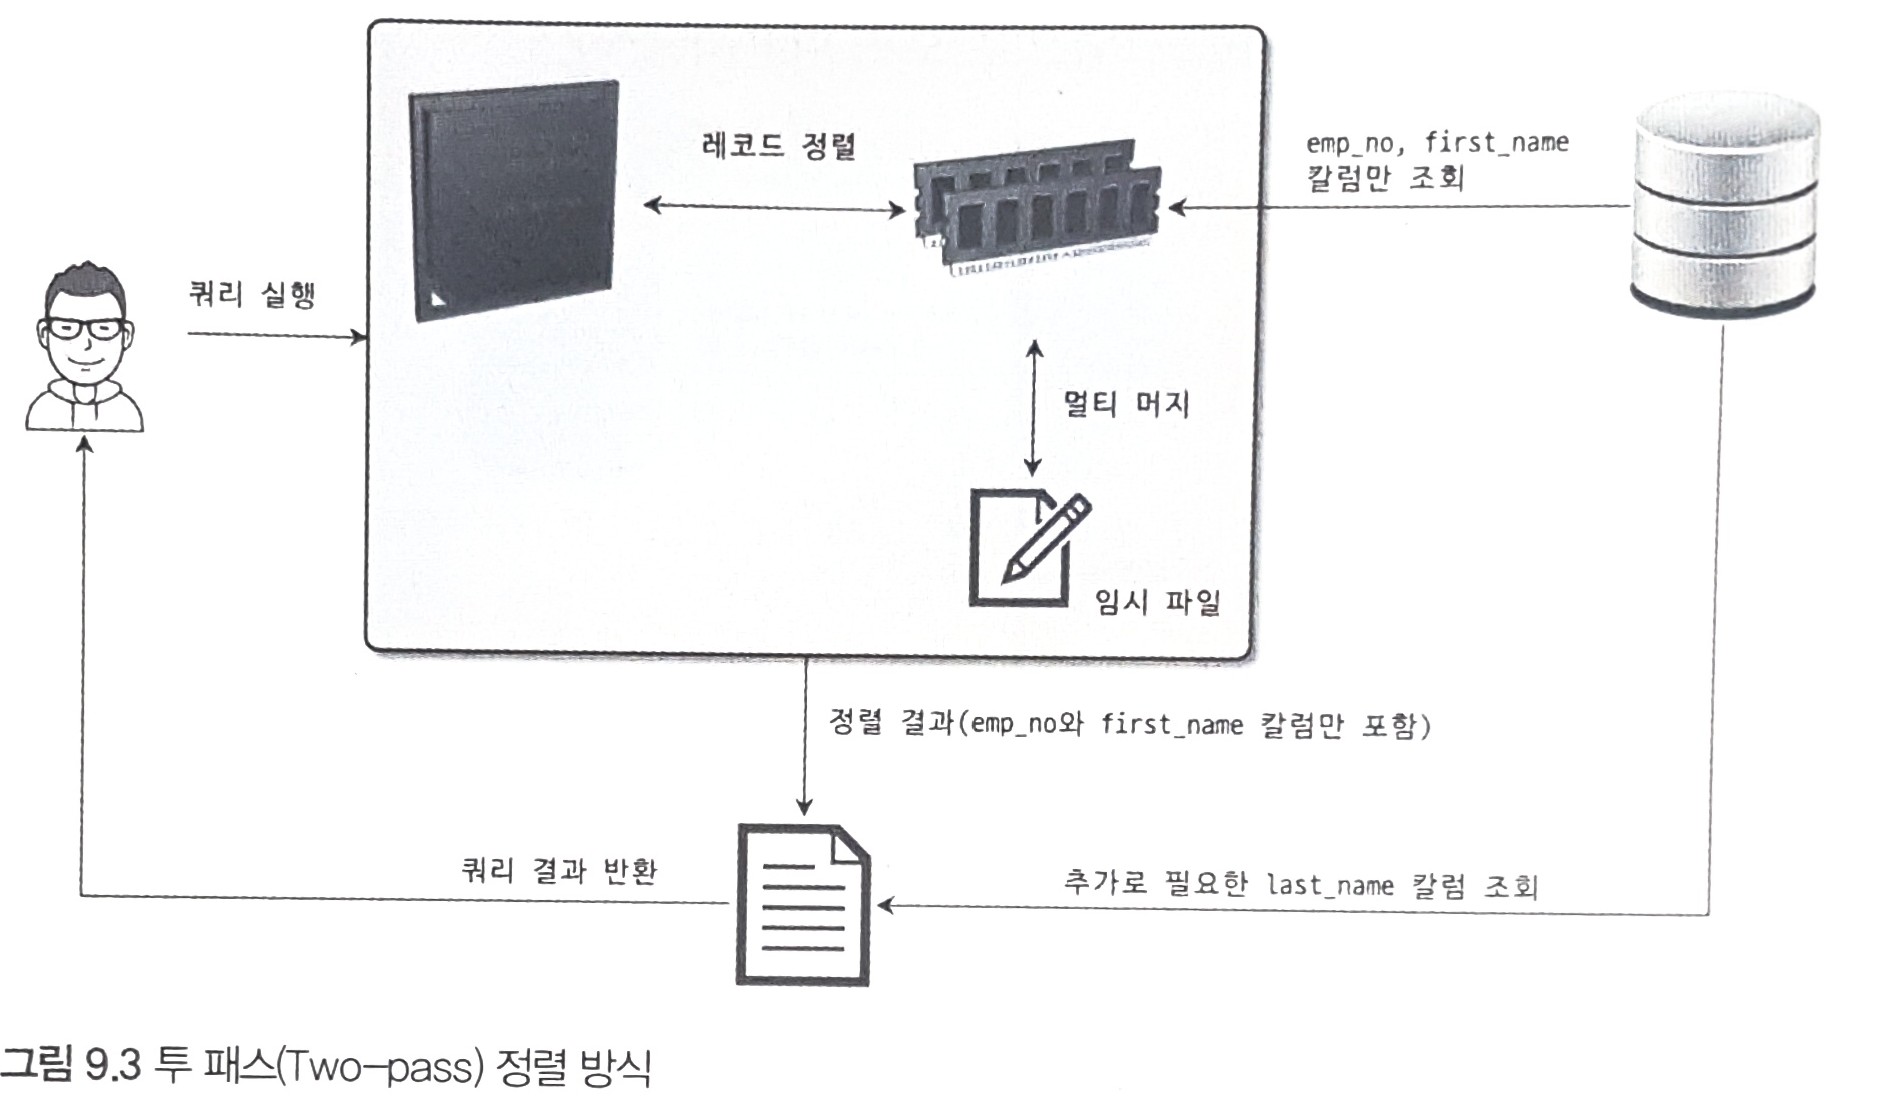 레코드 정렬
emp_no, first_name
칼럼만 조회
쿼리 실행
멀티 머지
임시 파일
정렬 결과(emp_no와 first_name 칼럼만 포함)
쿼리 결과 반환
추가로 필요한 last_name 칼럼 조회
그림 9.3 투 패스(Two-pass) 정렬 방식